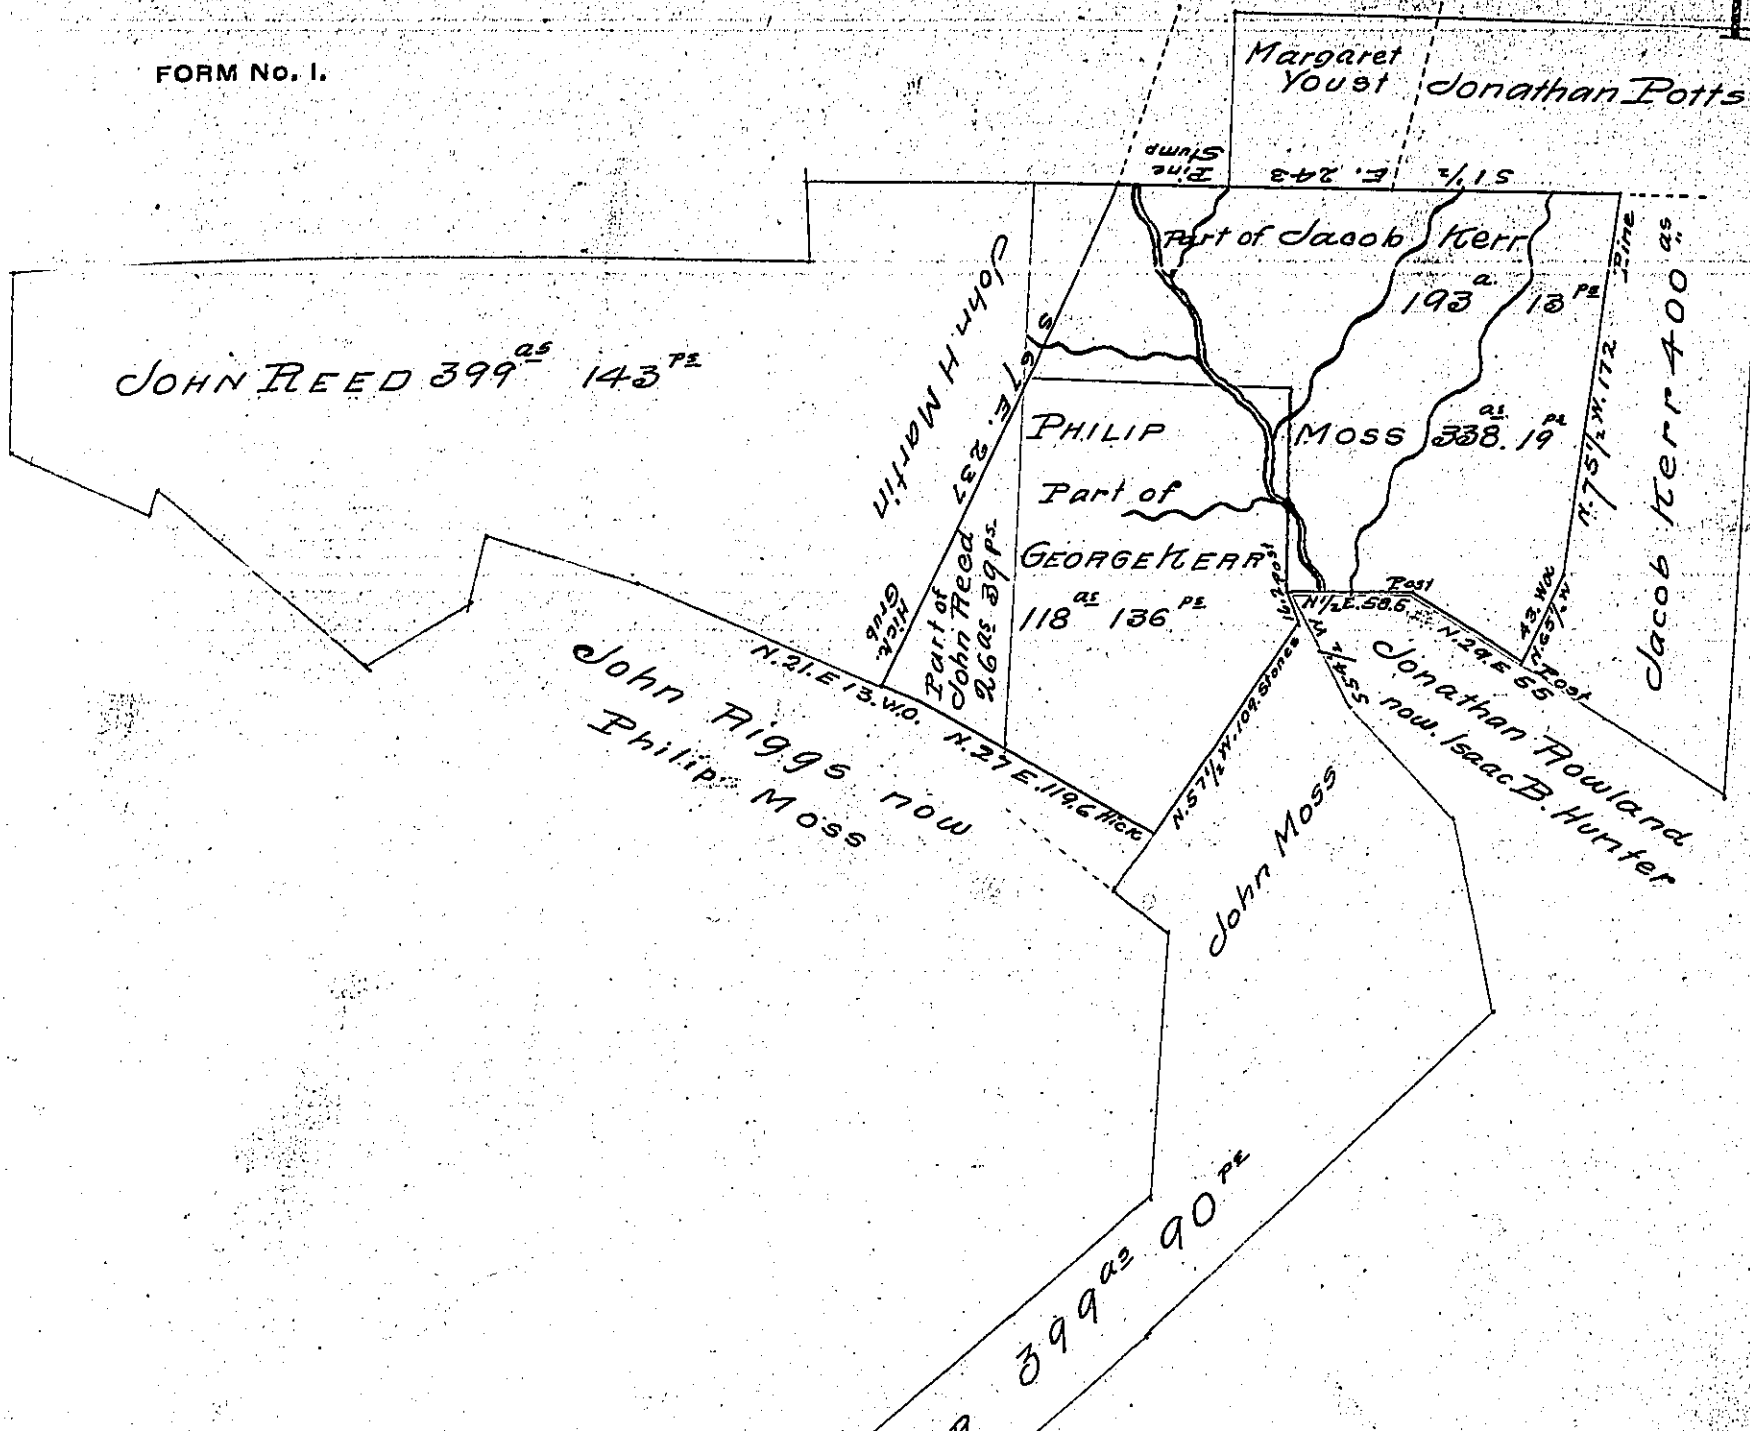 FORM No. 1.
Margaret
Youst
Jonathan Potts
Pine
Stump
S 1 1/2 E. 243
Part of Jacob Kerr
193 a. 13 ps
Pine
N. 75 1/2 W. 172
Jacob Kerr 400 as
JOHN REED 399 as 143 ps
John H Martin
S 67 E. 237
PHILIP MOSS 338 as 19 ps
Part of
GEORGE KERR
118 as 136 ps
Part of
John Reed
26 as 39 ps.
Hick.
Grub
N. 21. E 13. W.O.
N. 27 E. 119.6 Hick
N. 57 1/2 W. 109. Stones
Post
N 1/2 E. 58.6
N. 29. E 55
Post
N. 65 1/2 W
John Riggs now
Philip Moss
Jonathan Rowland
now. Isaac B. Hunter
John Moss
399 as 90 ps